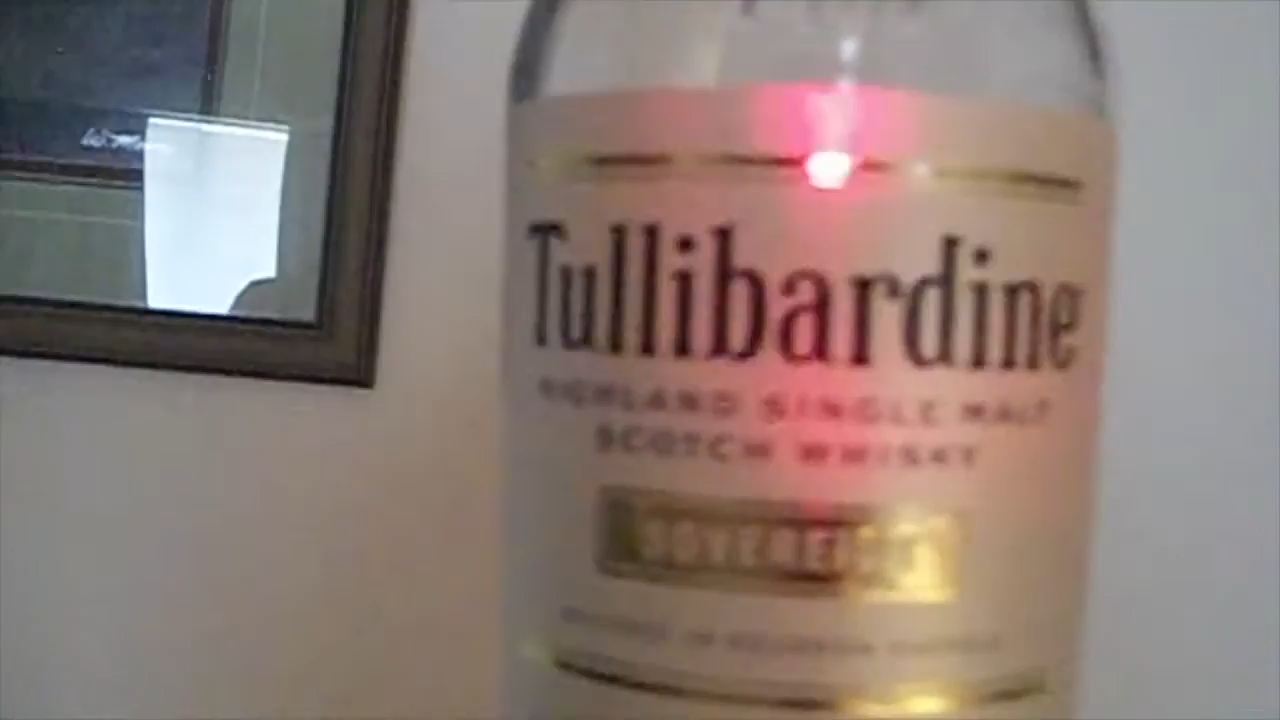 Tullibardine
HIGHLAND SINGLE MALT
SCOTCH WHISKY
SOVEREIGN